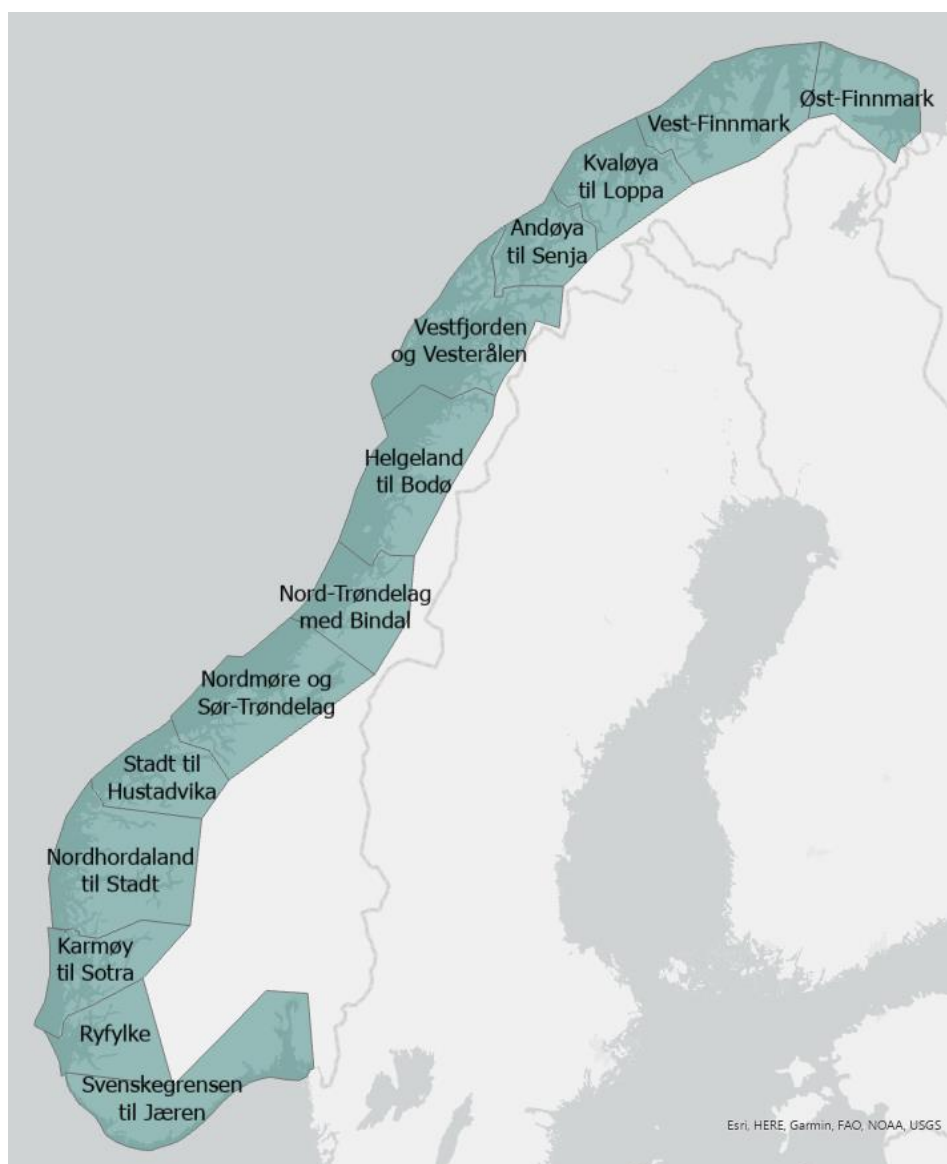 Øst-Finnmark
Vest-Finnmark
Kvaløya
til Loppa
Andøya
til Senja
Vestfjorden
og Vesterålen
Helgeland
til Bodø
Nord-Trøndelag
med Bindal
Nordmøre og
Sør-Trøndelag
Stadt til
Hustadvika
Nordhordaland
til Stadt
Karmøy
til Sotra
Ryfylke
Svenskegrensen
til Jæren
Esri, HERE, Garmin, FAO, NOAA, USGS